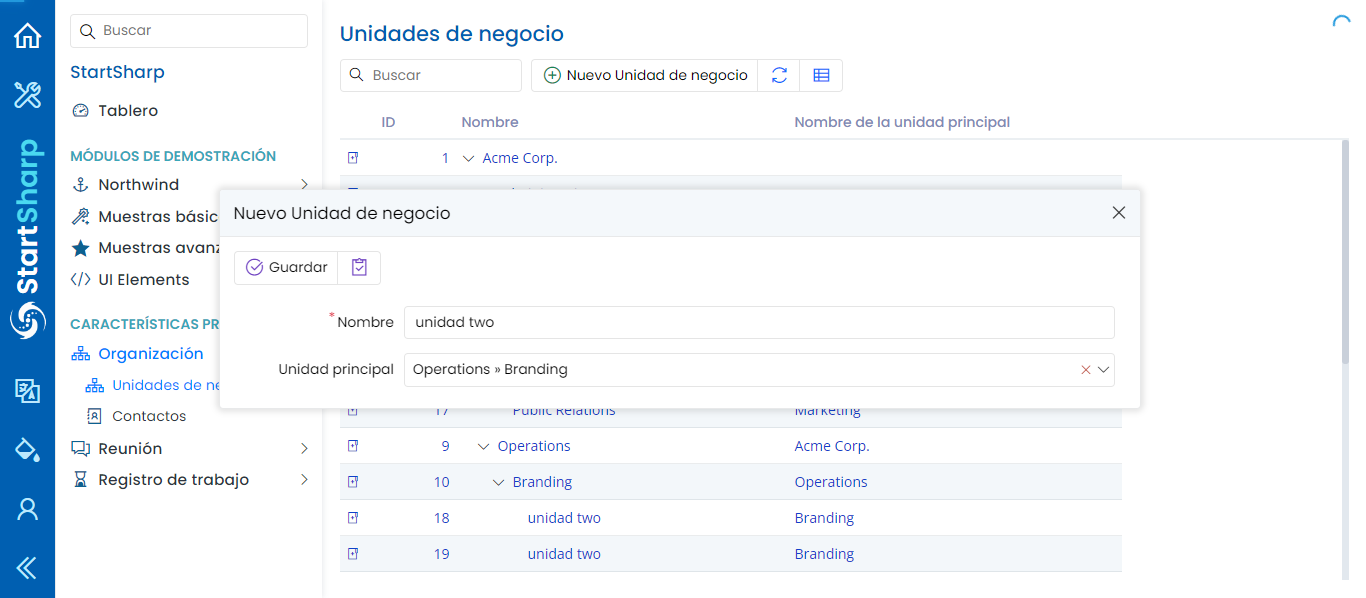 StartSharp
Buscar
StartSharp
Tablero
MÓDULOS DE DEMOSTRACIÓN
Northwind
Muestras básic
Muestras avanz
UI Elements
CARACTERÍSTICAS PR
Organización
Unidades de ne
Contactos
Reunión
Registro de trabajo
Unidades de negocio
Buscar
Nuevo Unidad de negocio
ID Nombre Nombre de la unidad principal
1 Acme Corp.
Nuevo Unidad de negocio
Guardar
* Nombre unidad two
Unidad principal Operations » Branding
17 Public Relations Marketing
9 Operations Acme Corp.
10 Branding Operations
18 unidad two Branding
19 unidad two Branding